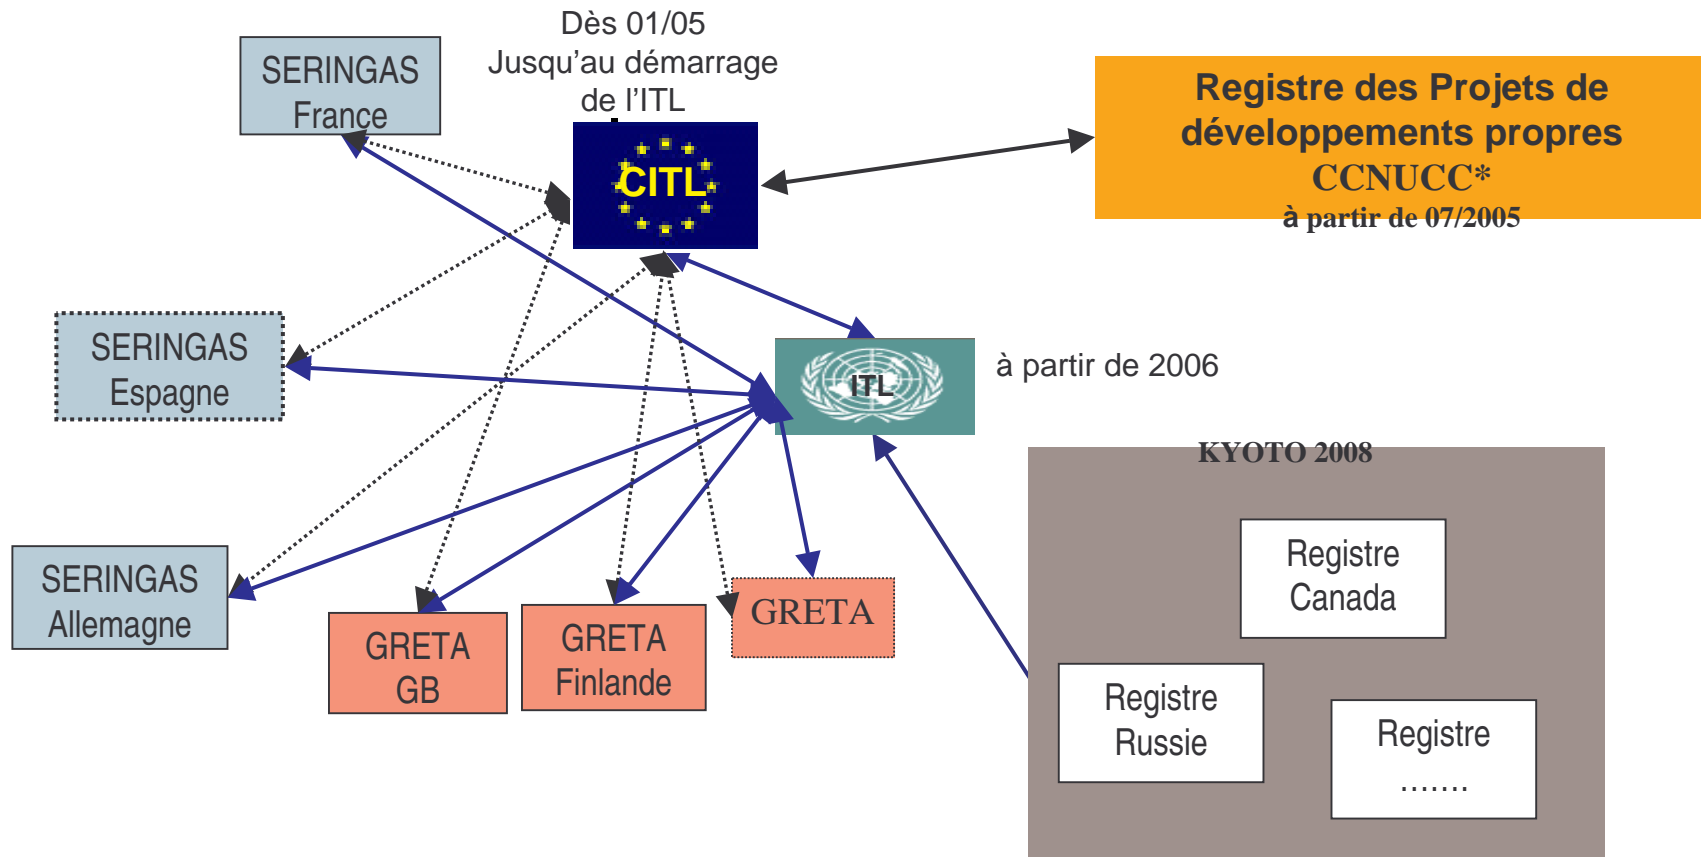 Dès 01/05
Jusqu'au démarrage
de l'ITL
SERINGAS
France
CITL
Registre des Projets de
développements propres
CCNUCC*
à partir de 07/2005
SERINGAS
Espagne
ITL
à partir de 2006
KYOTO 2008
Registre
Canada
SERINGAS
Allemagne
GRETA
GB
GRETA
Finlande
GRETA
Registre
Russie
Registre
.......